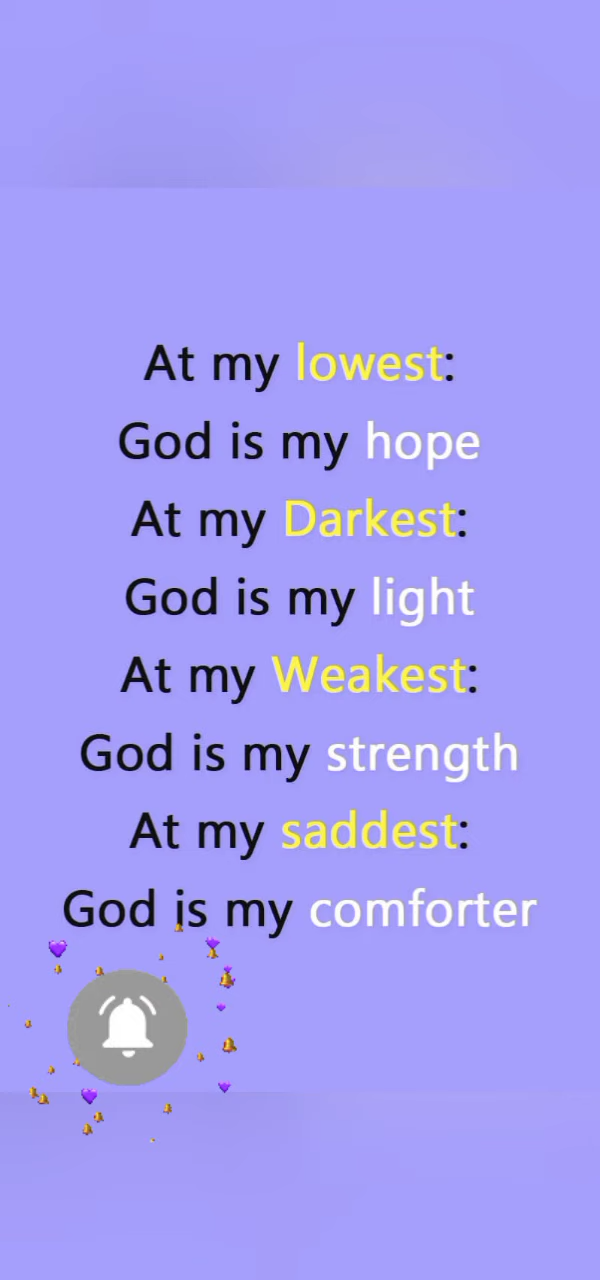 At my lowest:
God is my hope
At my Darkest:
God is my light
At my Weakest:
God is my strength
At my saddest:
God is my comforter